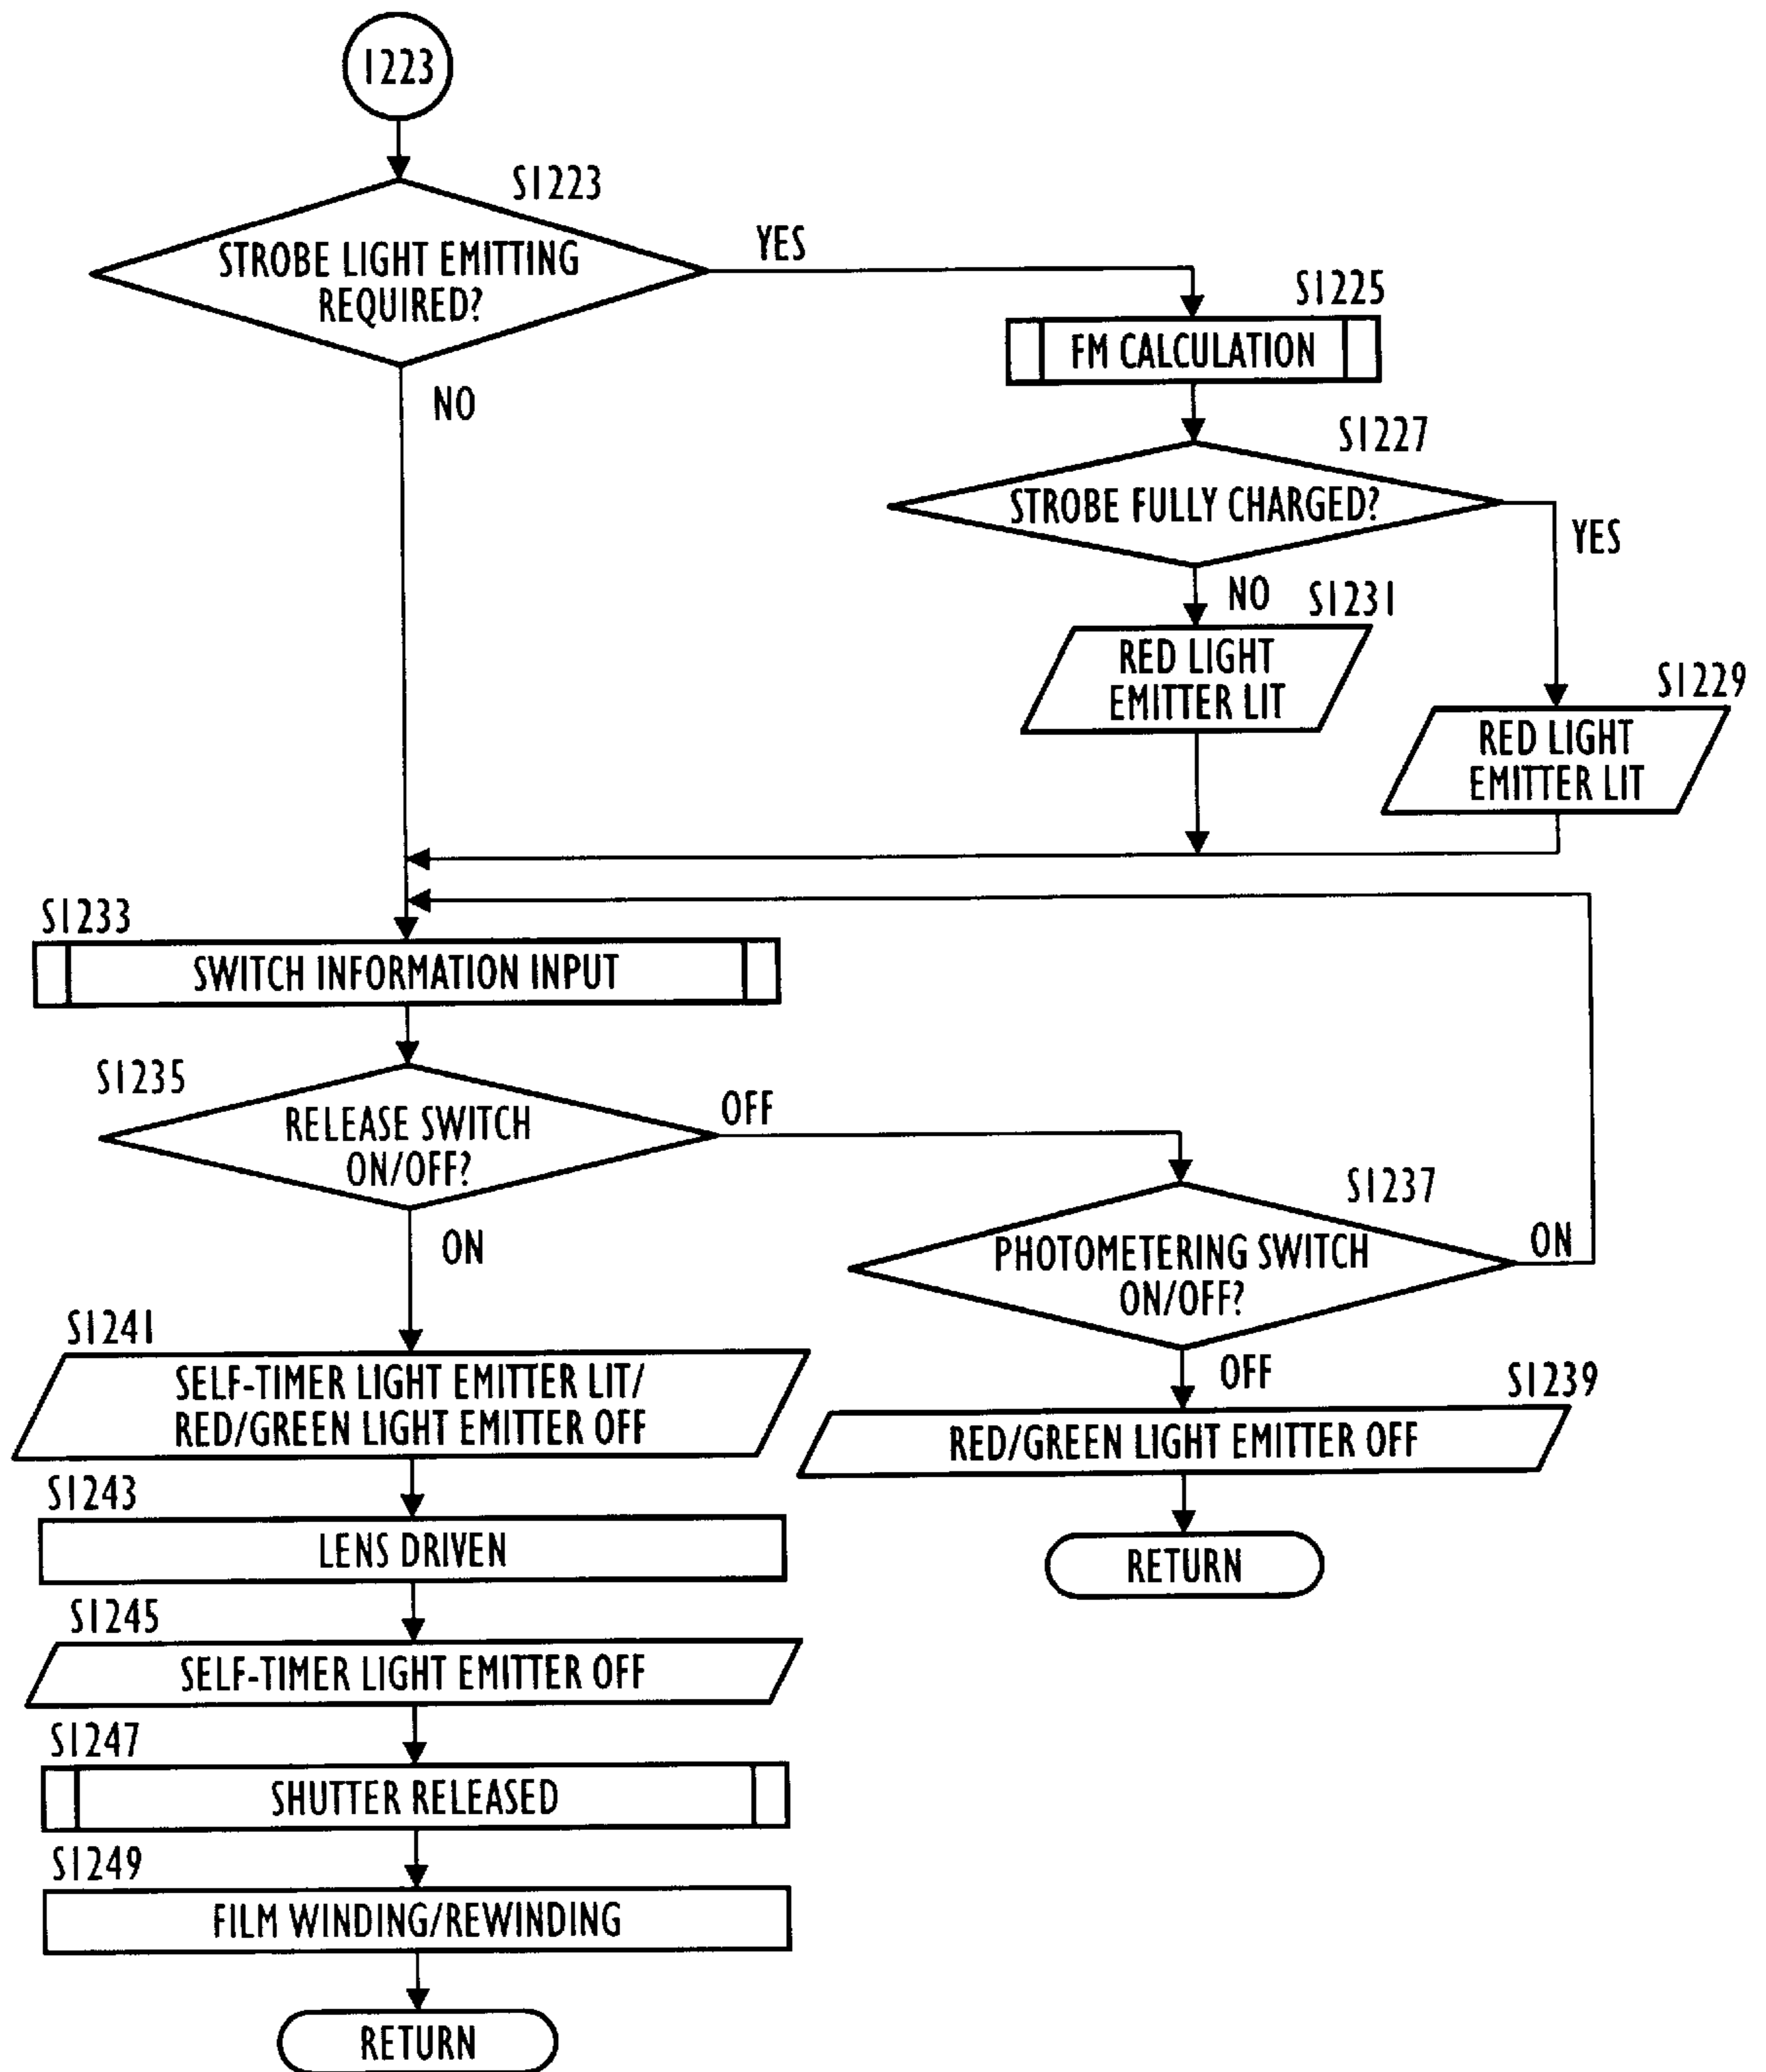 1223
S1223
STROBE LIGHT EMITTING
REQUIRED?
YES
NO
S1225
FM CALCULATION
S1227
STROBE FULLY CHARGED?
YES
NO
S1231
RED LIGHT
EMITTER LIT
S1229
RED LIGHT
EMITTER LIT
S1233
SWITCH INFORMATION INPUT
S1235
RELEASE SWITCH
ON/OFF?
OFF
ON
S1237
PHOTOMETERING SWITCH
ON/OFF?
ON
OFF
S1239
RED/GREEN LIGHT EMITTER OFF
RETURN
S1241
SELF-TIMER LIGHT EMITTER LIT/
RED/GREEN LIGHT EMITTER OFF
S1243
LENS DRIVEN
S1245
SELF-TIMER LIGHT EMITTER OFF
S1247
SHUTTER RELEASED
S1249
FILM WINDING/REWINDING
RETURN